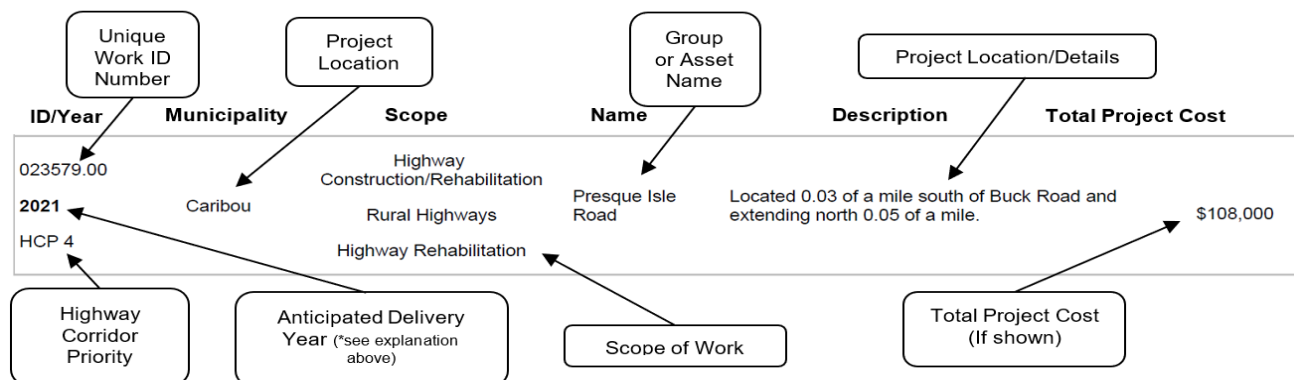 Unique
Work ID
Number
Project
Location
Group
or Asset
Name
Project Location/Details
ID/Year Municipality Scope Name Description Total Project Cost
023579.00
2021
HCP 4
Caribou
Highway
Construction/Rehabilitation
Rural Highways
Highway Rehabilitation
Presque Isle
Road
Located 0.03 of a mile south of Buck Road and
extending north 0.05 of a mile.
$108,000
Highway
Corridor
Priority
Anticipated Delivery
Year (*see explanation
above)
Scope of Work
Total Project Cost
(If shown)